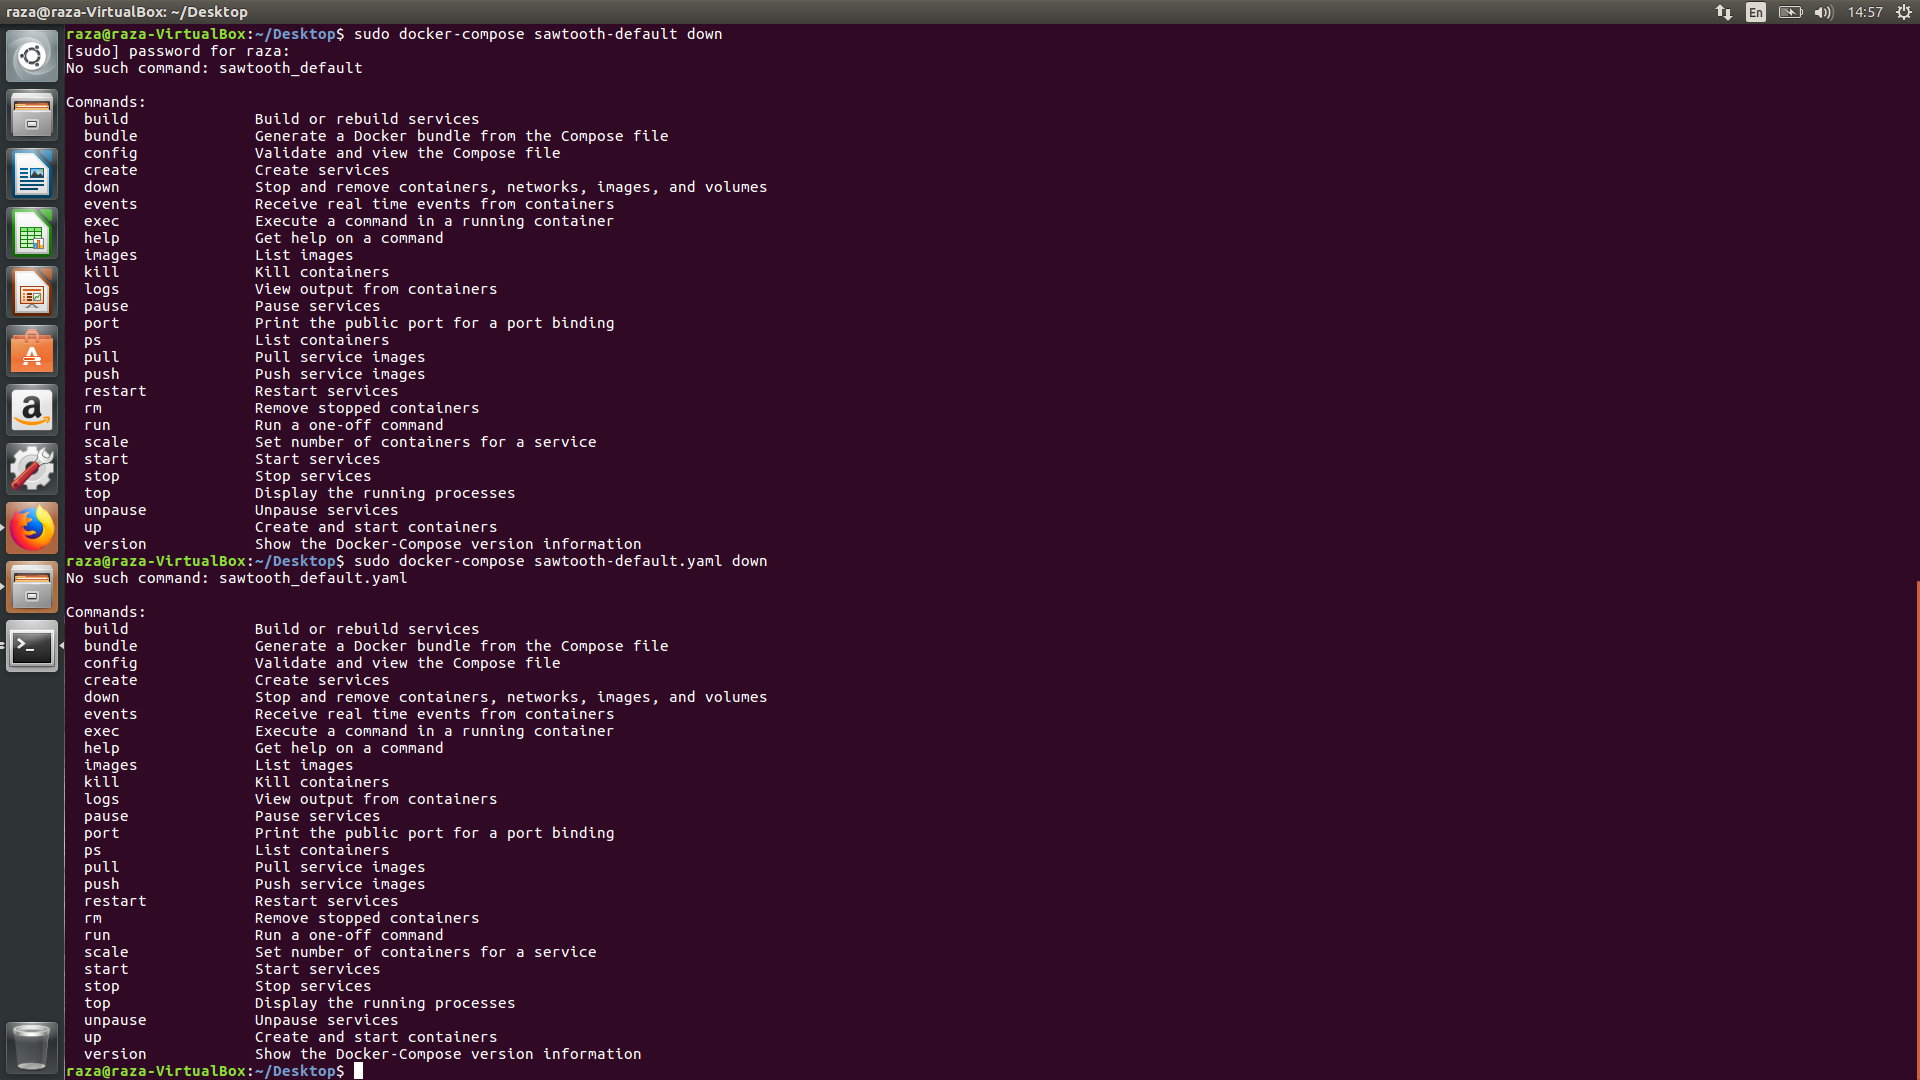 raza@raza-VirtualBox: ~/Desktop
En
14:57
raza@raza-VirtualBox:~/Desktop$ sudo docker-compose sawtooth-default down
[sudo] password for raza:
No such command: sawtooth_default
Commands:
build Build or rebuild services
bundle Generate a Docker bundle from the Compose file
config Validate and view the Compose file
create Create services
down Stop and remove containers, networks, images, and volumes
events Receive real time events from containers
exec Execute a command in a running container
help Get help on a command
images List images
kill Kill containers
logs View output from containers
pause Pause services
port Print the public port for a port binding
ps List containers
pull Pull service images
push Push service images
restart Restart services
rm Remove stopped containers
run Run a one-off command
scale Set number of containers for a service
start Start services
stop Stop services
top Display the running processes
unpause Unpause services
up Create and start containers
version Show the Docker-Compose version information
raza@raza-VirtualBox:~/Desktop$ sudo docker-compose sawtooth-default.yaml down
No such command: sawtooth_default.yaml
Commands:
build Build or rebuild services
bundle Generate a Docker bundle from the Compose file
config Validate and view the Compose file
create Create services
down Stop and remove containers, networks, images, and volumes
events Receive real time events from containers
exec Execute a command in a running container
help Get help on a command
images List images
kill Kill containers
logs View output from containers
pause Pause services
port Print the public port for a port binding
ps List containers
pull Pull service images
push Push service images
restart Restart services
rm Remove stopped containers
run Run a one-off command
scale Set number of containers for a service
start Start services
stop Stop services
top Display the running processes
unpause Unpause services
up Create and start containers
version Show the Docker-Compose version information
raza@raza-VirtualBox:~/Desktop$